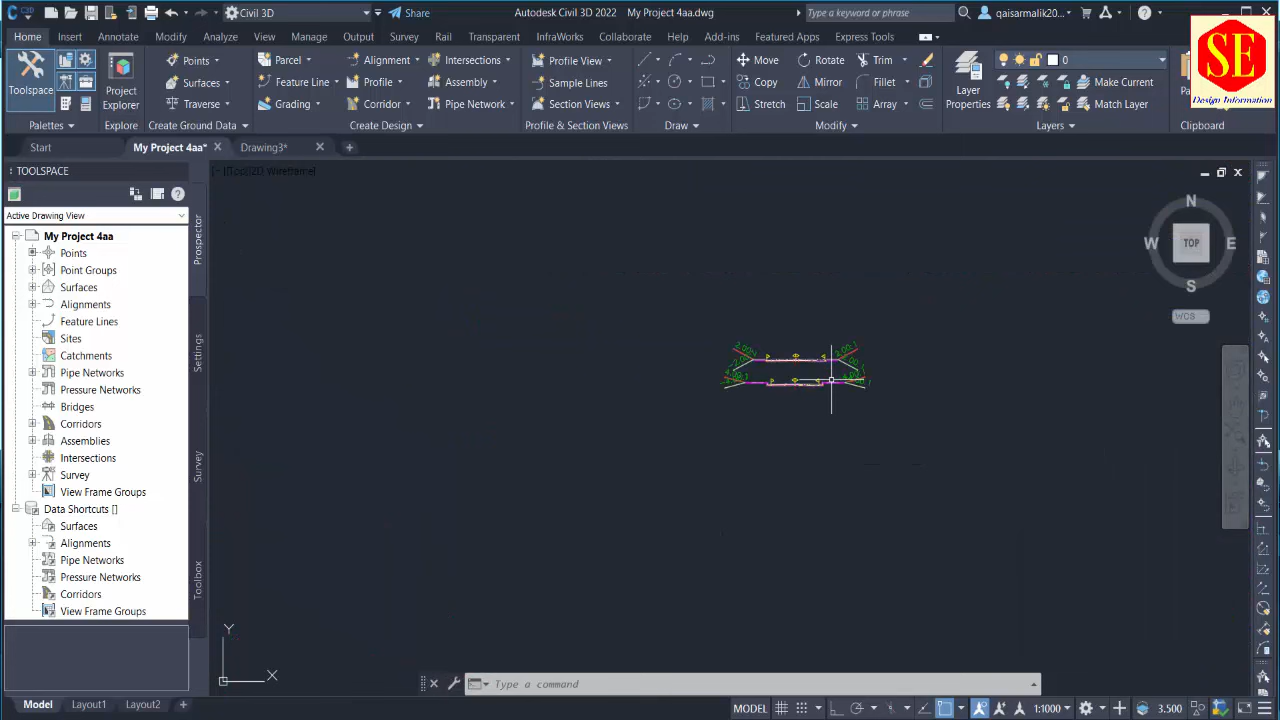 C3D
Civil 3D
Share
Autodesk Civil 3D 2022 My Project 4aa.dwg
Type a keyword or phrase
qaisarmalik20...
SE
Design Information
Home Insert Annotate Modify Analyze View Manage Output Survey Rail Transportation InfraWorks Collaborate Help Add-ins Featured Apps Express Tools
Toolspace
Project Explorer
Points
Surfaces
Traverse
Parcel
Feature Line
Grading
Alignment
Profile
Corridor
Intersections
Assembly
Pipe Network
Profile View
Sample Lines
Section Views
Move
Copy
Stretch
Rotate
Mirror
Scale
Trim
Fillet
Array
Layer Properties
0
Make Current
Match Layer
Palettes
Explore
Create Ground Data
Create Design
Profile & Section Views
Draw
Modify
Layers
Clipboard
Start
My Project 4aa*
Drawing3*
TOOLSPACE
Active Drawing View
My Project 4aa
Points
Point Groups
Surfaces
Alignments
Feature Lines
Sites
Catchments
Pipe Networks
Pressure Networks
Bridges
Corridors
Assemblies
Intersections
Survey
View Frame Groups
Data Shortcuts []
Surfaces
Alignments
Pipe Networks
Pressure Networks
Corridors
View Frame Groups
Prospector
Settings
Survey
Toolbox
[-][Top][2D Wireframe]
N
W
TOP
E
S
WCS
Y
X
Type a command
Model
Layout1
Layout2
MODEL
1:1000
3.500